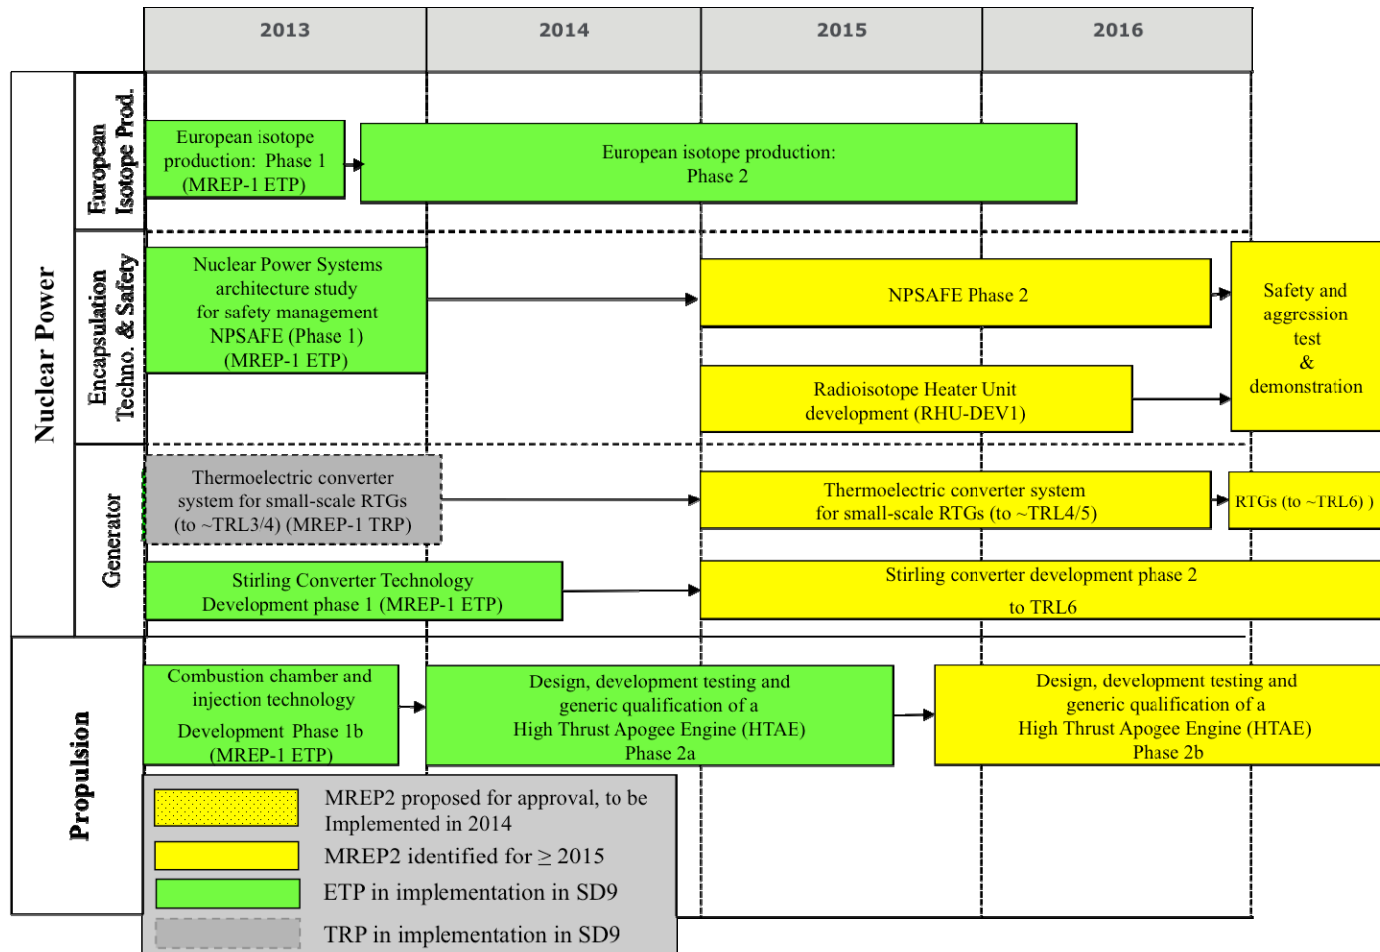 2013
2014
2015
2016
Nuclear Power
European
Isotope Prod.
European isotope
production: Phase 1
(MREP-1 ETP)
European isotope production:
Phase 2
Encapsulation
Techno. & Safety
Nuclear Power Systems
architecture study
for safety management
NPSAFE (Phase 1)
(MREP-1 ETP)
NPSAFE Phase 2
Safety and
aggression
test
&
demonstration
Radioisotope Heater Unit
development (RHU-DEV1)
Generator
Thermoelectric converter
system for small-scale RTGs
(to ~TRL3/4) (MREP-1 TRP)
Thermoelectric converter system
for small-scale RTGs (to ~TRL4/5)
RTGs (to ~TRL6) )
Stirling Converter Technology
Development phase 1 (MREP-1 ETP)
Stirling converter development phase 2
to TRL6
Propulsion
Combustion chamber and
injection technology
Development Phase 1b
(MREP-1 ETP)
Design, development testing and
generic qualification of a
High Thrust Apogee Engine (HTAE)
Phase 2a
Design, development testing and
generic qualification of a
High Thrust Apogee Engine (HTAE)
Phase 2b
MREP2 proposed for approval, to be
Implemented in 2014
MREP2 identified for ≥ 2015
ETP in implementation in SD9
TRP in implementation in SD9